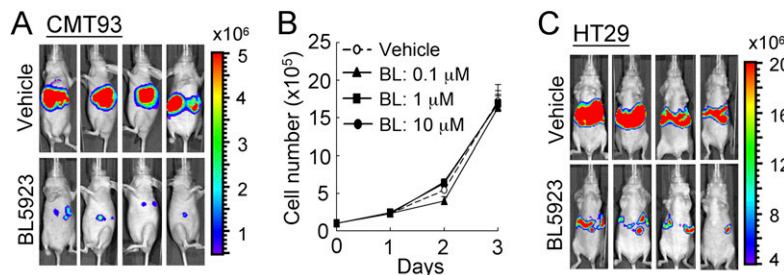 A CMT93
Vehicle
BL5923
x10⁶
5
4
3
2
1
B
Cell number (x10⁵)
25
20
15
10
5
0
Vehicle
BL: 0.1 µM
BL: 1 µM
BL: 10 µM
0 1 2 3
Days
C HT29
Vehicle
BL5923
x10⁶
20
16
12
8
4